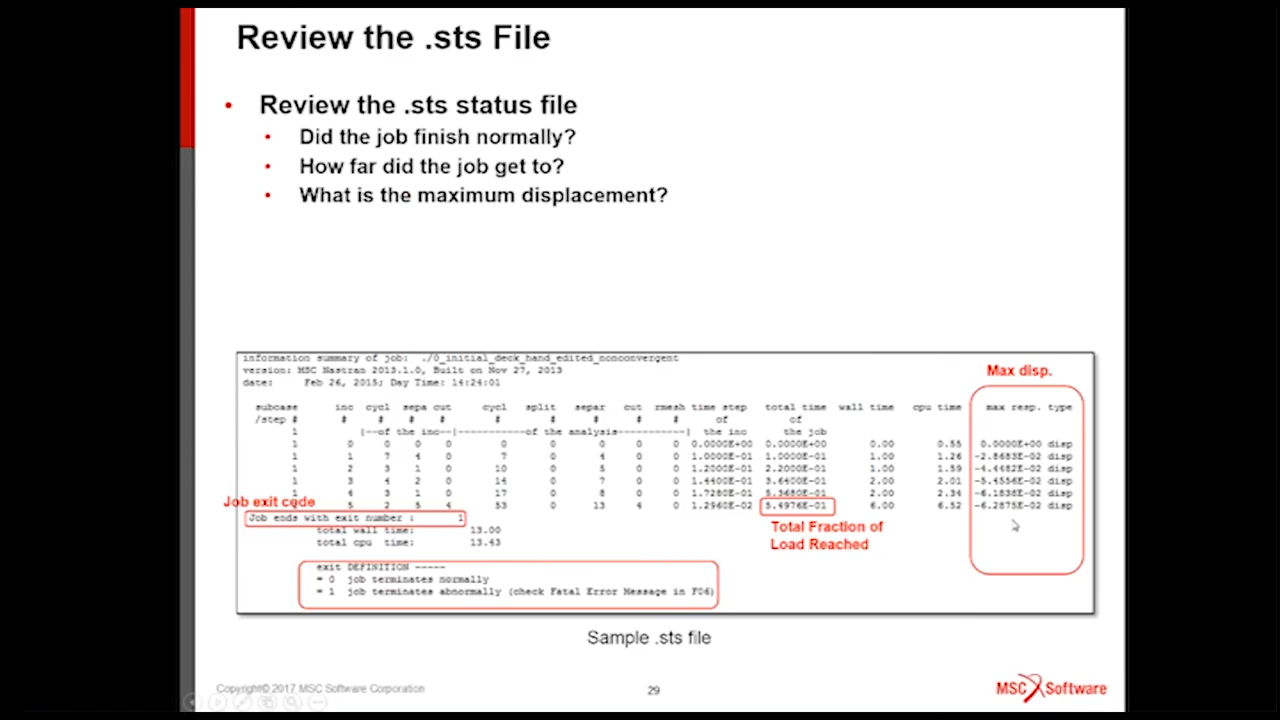 Review the .sts File
• Review the .sts status file
• Did the job finish normally?
• How far did the job get to?
• What is the maximum displacement?
information summary of job: ./0_initial_deck_hand_edited_nonconvergent
version: MSC Nastran 2013.1.0, Built on Nov 27, 2013
date: Feb 26, 2015; Day Time: 14:24:01
Max disp.
subcase inc cycl sepa cut cycl split separ cut rmesh time step total time wall time cpu time max resp. type
/step # # # # # # # # # # of of
1 |--of the inc--|-----------of the analysis-----------| the inc the job
1 0 0 0 0 0 0 0 0 0 0.0000E+00 0.0000E+00 0.00 0.55 0.0000E+00 disp
1 1 7 4 0 7 0 4 0 0 1.0000E-01 1.0000E-01 1.00 1.26 -2.8683E-02 disp
1 2 3 1 0 10 0 5 0 0 1.2000E-01 2.2000E-01 1.00 1.59 -4.4482E-02 disp
1 3 4 2 0 14 0 7 0 0 1.4400E-01 3.6400E-01 2.00 2.01 -5.4556E-02 disp
1 4 3 1 0 17 0 8 0 0 1.7280E-01 5.3680E-01 2.00 2.34 -6.1838E-02 disp
5 2 5 4 53 0 13 4 0 1.2960E-02 5.4976E-01 6.00 6.52 -6.2875E-02 disp
Job exit code
Job ends with exit number : 1
total wall time: 13.00
total cpu time: 13.43
Total Fraction of
Load Reached
exit DEFINITION -----
= 0 job terminates normally
= 1 job terminates abnormally (check Fatal Error Message in F06)
Sample .sts file
Copyright© 2017 MSC Software Corporation
29
MSC Software